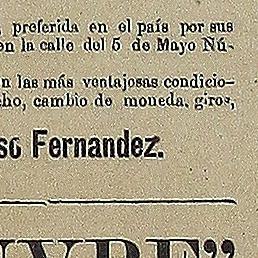 , preferida en el país por sus
en la calle del 5 de Mayo Nú-
n las más ventajosas condicio-
cho, cambio de moneda, giros,
so Fernandez.
UVRE”